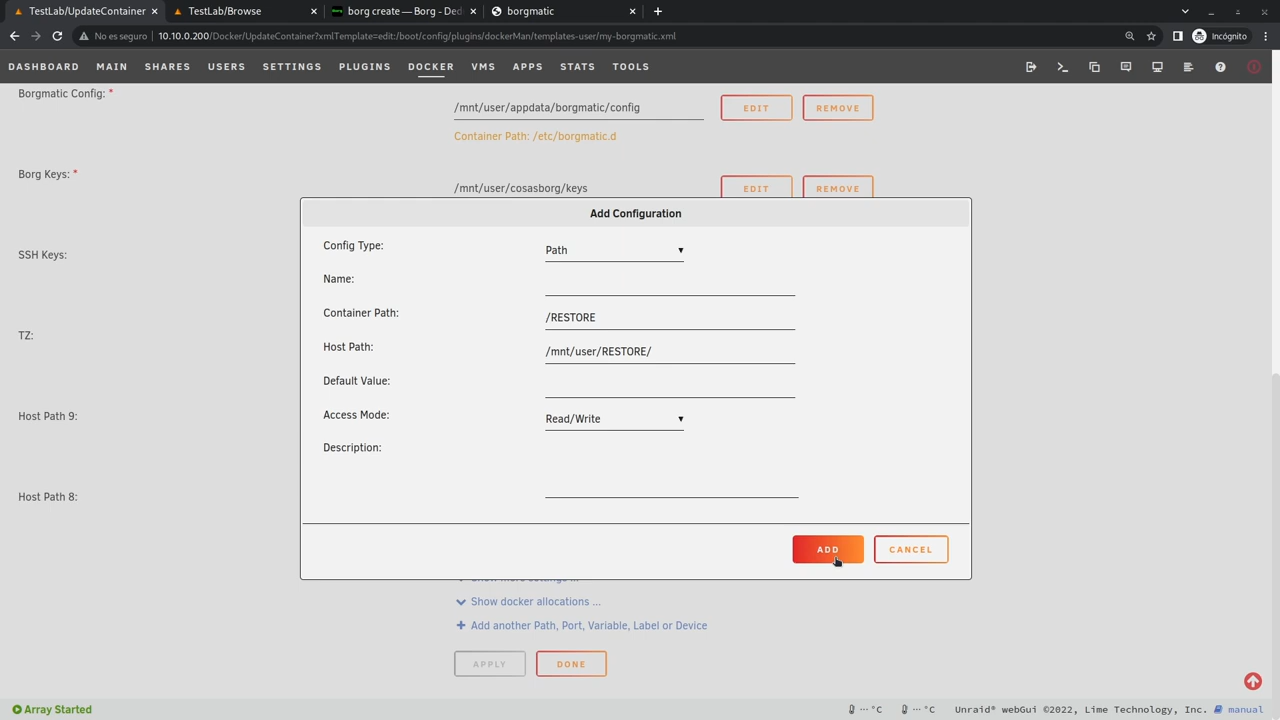 TestLab/UpdateContainer
TestLab/Browse
borg create — Borg - Ded
borgmatic
No es seguro
10.10.0.200/Docker/UpdateContainer?xmlTemplate=edit:/boot/config/plugins/dockerMan/templates-user/my-borgmatic.xml
Incógnito
DASHBOARD MAIN SHARES USERS SETTINGS PLUGINS DOCKER VMS APPS STATS TOOLS
Borgmatic Config: *
/mnt/user/appdata/borgmatic/config
EDIT
REMOVE
Container Path: /etc/borgmatic.d
Borg Keys: *
/mnt/user/cosasborg/keys
EDIT
REMOVE
SSH Keys:
TZ:
Host Path 9:
Host Path 8:
Add Configuration
Config Type:
Path
Name:
Container Path:
/RESTORE
Host Path:
/mnt/user/RESTORE/
Default Value:
Access Mode:
Read/Write
Description:
ADD
CANCEL
Show more settings ...
Show docker allocations ...
Add another Path, Port, Variable, Label or Device
APPLY
DONE
Array Started
··· °C
··· °C
Unraid® webGui ©2022, Lime Technology, Inc.
manual